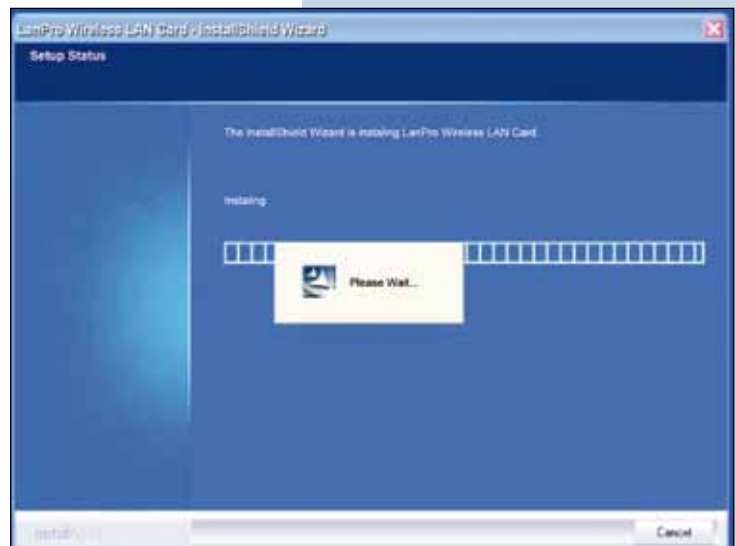 LanPro Wireless LAN Card - InstallShield Wizard
Setup Status
The InstallShield Wizard is installing LanPro Wireless LAN Card
Installing
Please Wait...
InstallShield
Cancel